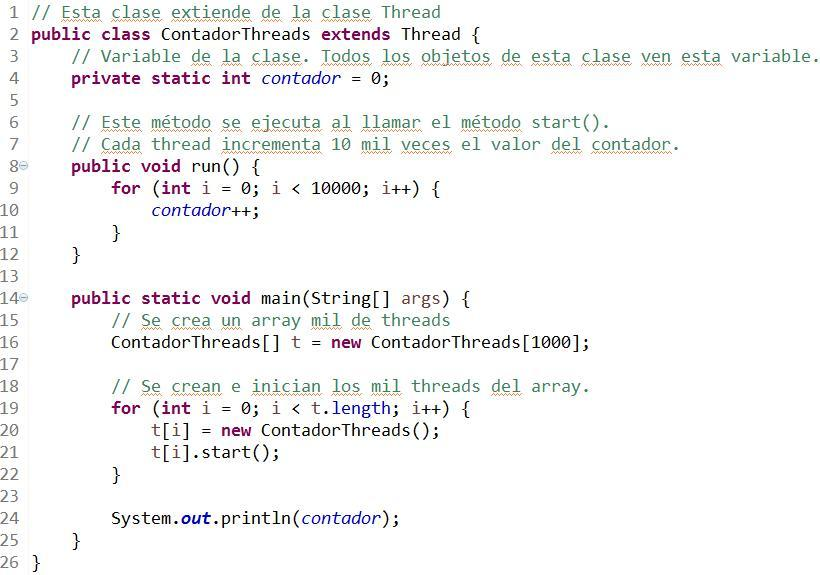 1 // Esta clase extiende de la clase Thread
2 public class ContadorThreads extends Thread {
3 // Variable de la clase. Todos los objetos de esta clase ven esta variable.
4 private static int contador = 0;
5
6 // Este método se ejecuta al llamar el método start().
7 // Cada thread incrementa 10 mil veces el valor del contador.
8 public void run() {
9 for (int i = 0; i < 10000; i++) {
10 contador++;
11 }
12 }
13
14 public static void main(String[] args) {
15 // Se crea un array mil de threads
16 ContadorThreads[] t = new ContadorThreads[1000];
17
18 // Se crean e inician los mil threads del array.
19 for (int i = 0; i < t.length; i++) {
20 t[i] = new ContadorThreads();
21 t[i].start();
22 }
23
24 System.out.println(contador);
25 }
26 }